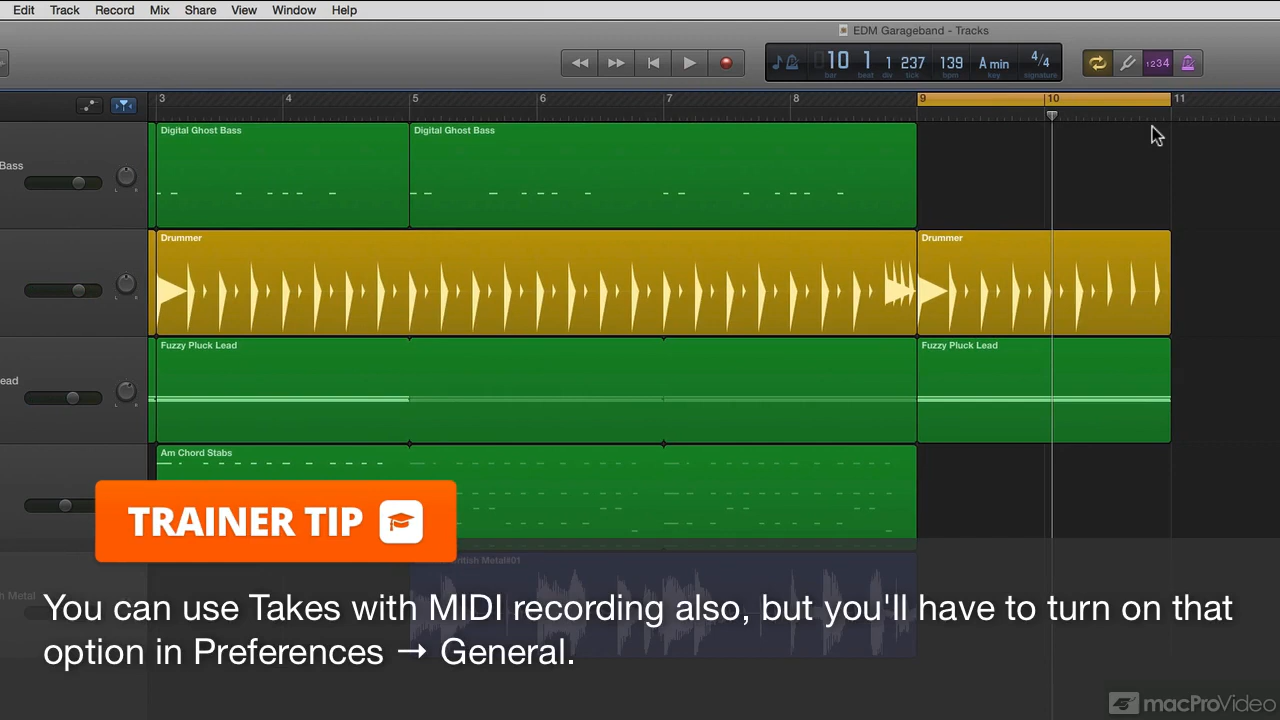 Edit Track Record Mix Share View Window Help
EDM Garageband - Tracks
10 1 1 237 139 A min 4/4
bar beat div tick bpm key signature
1234
3 4 5 6 7 8 9 10 11
Digital Ghost Bass Digital Ghost Bass
Bass
L R
Drummer Drummer
L R
Fuzzy Pluck Lead Fuzzy Pluck Lead
ead
L R
Am Chord Stabs
TRAINER TIP
ritish Metal#01
h Metal
You can use Takes with MIDI recording also, but you'll have to turn on that
option in Preferences → General.
macProVideo